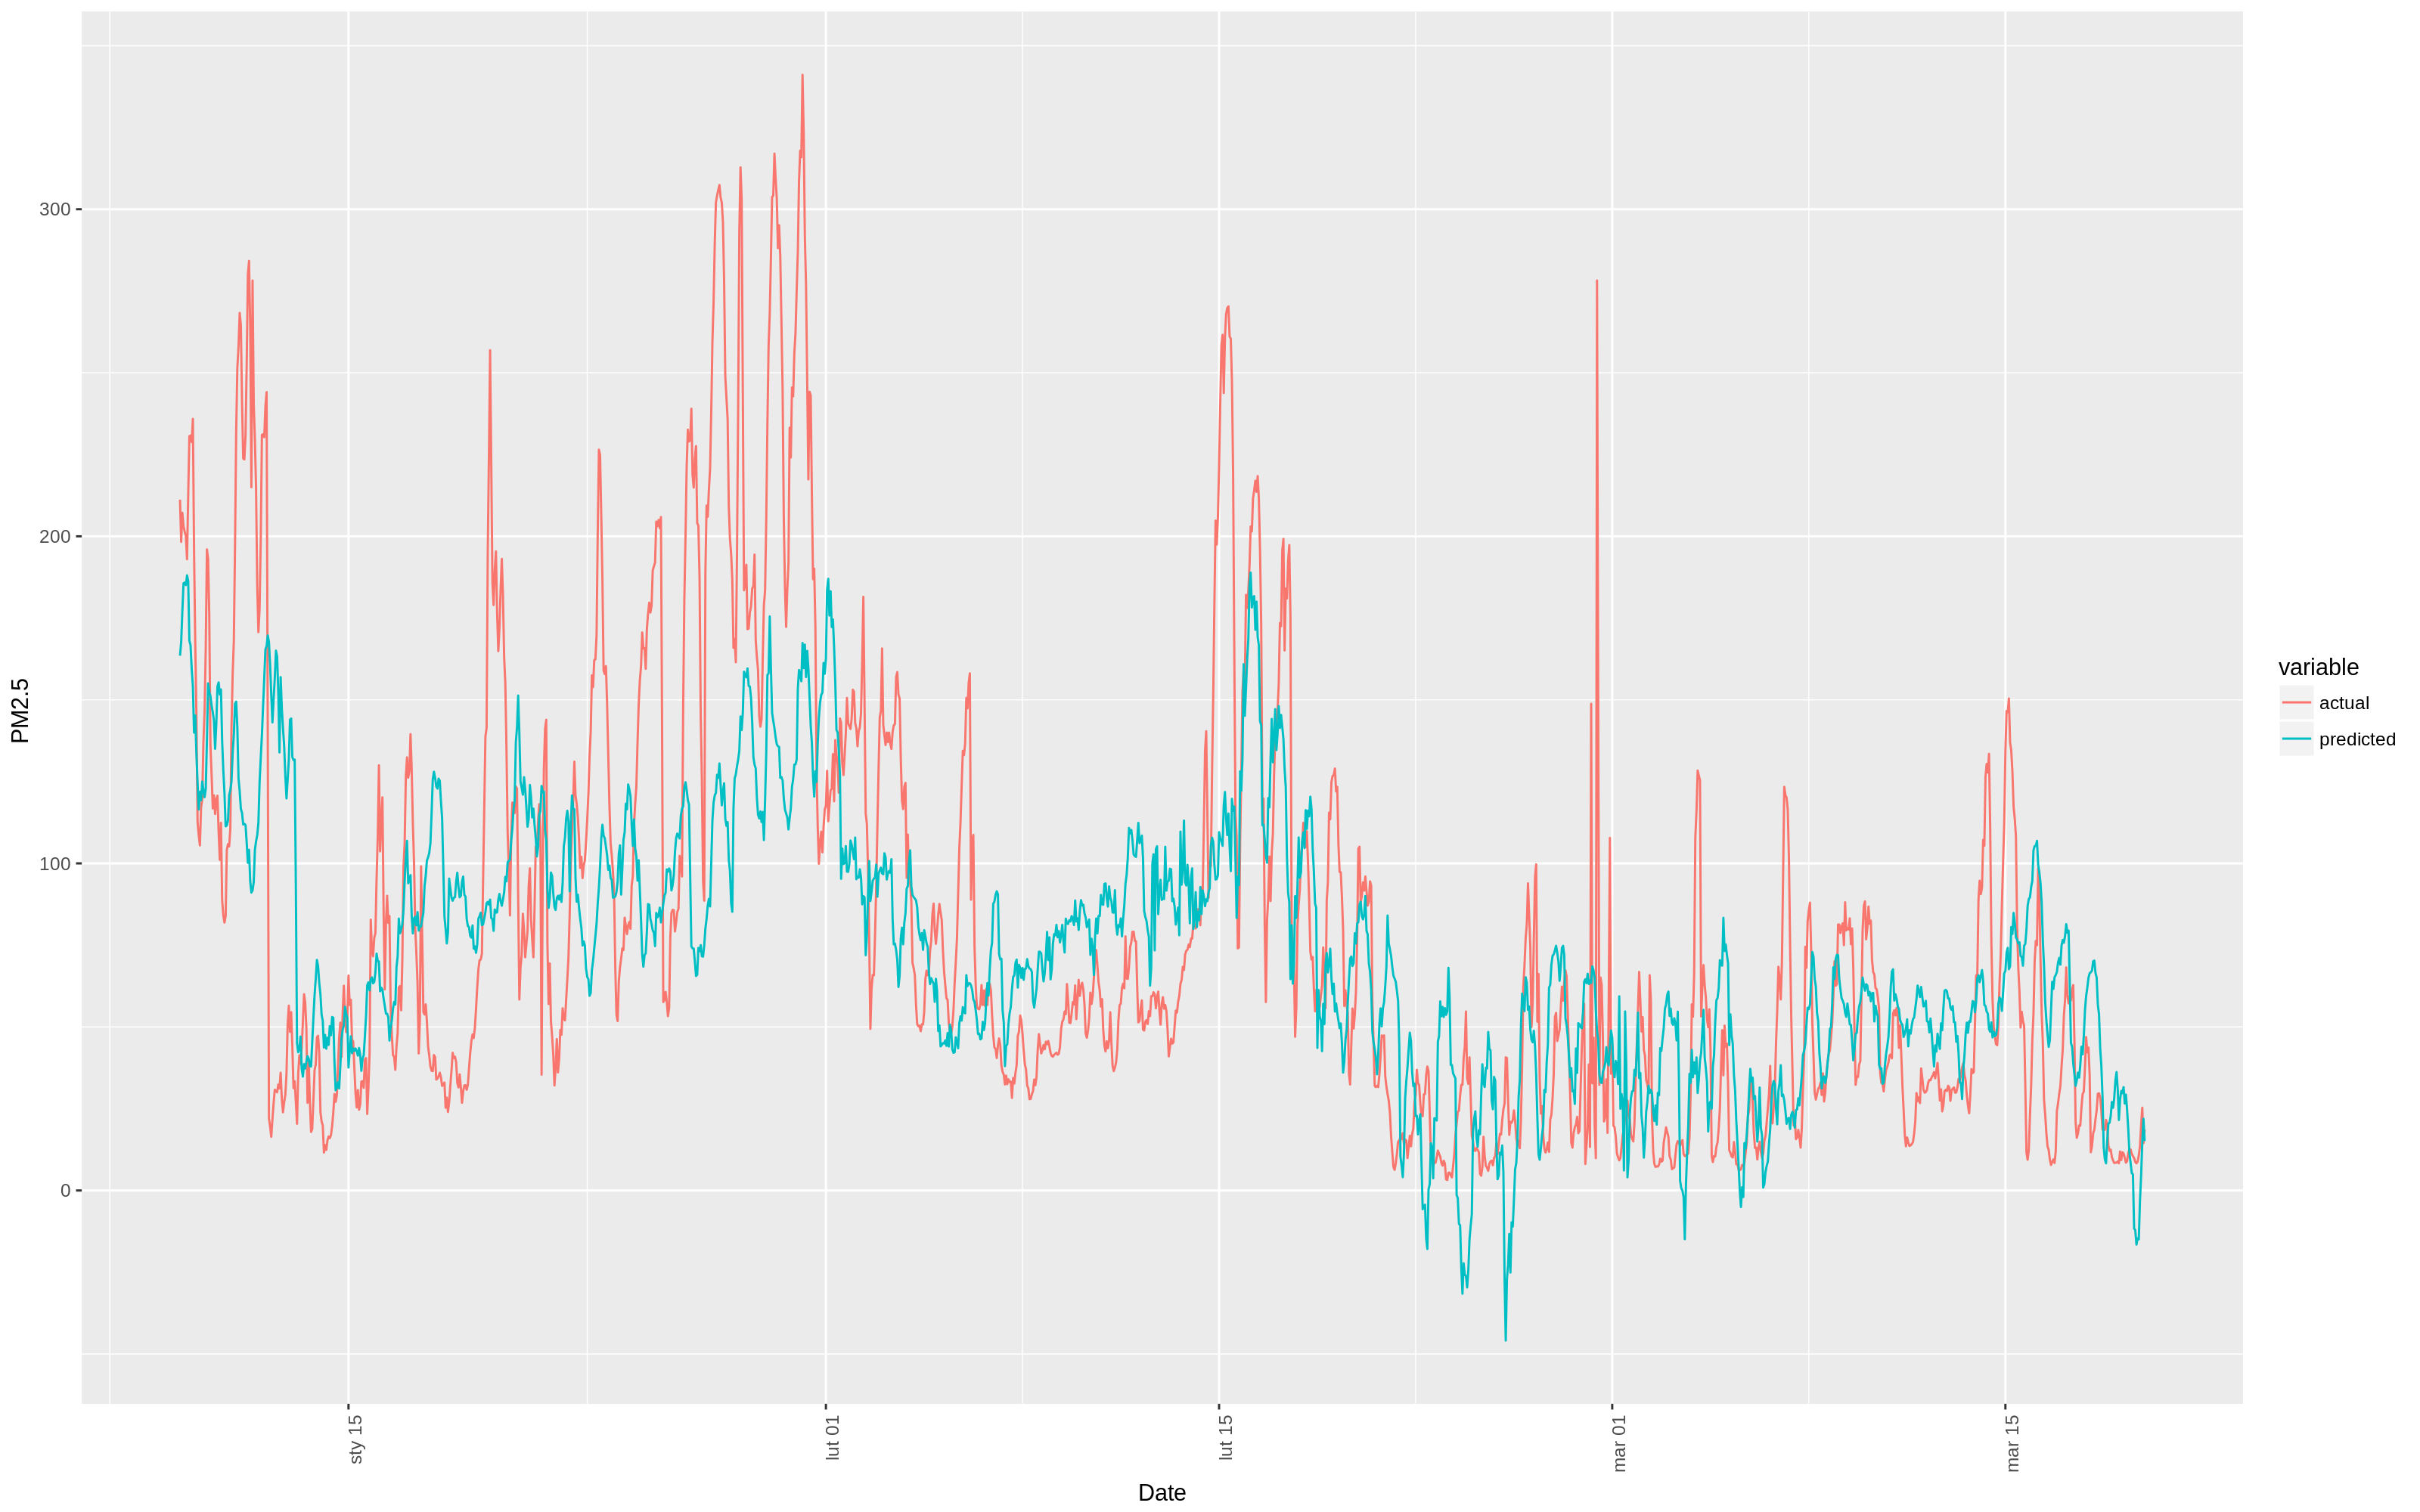 PM2.5
300
200
100
0
sty 15
lut 01
lut 15
mar 01
mar 15
Date
variable
actual
predicted